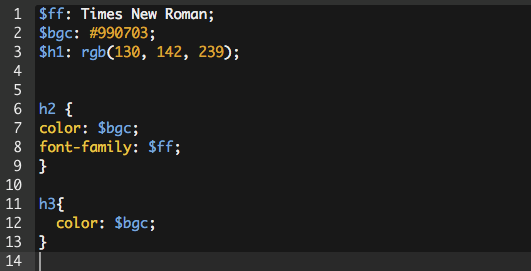 1 $ff: Times New Roman;
2 $bgc: #990703;
3 $h1: rgb(130, 142, 239);
4
5
6 h2 {
7 color: $bgc;
8 font-family: $ff;
9 }
10
11 h3{
12   color: $bgc;
13 }
14